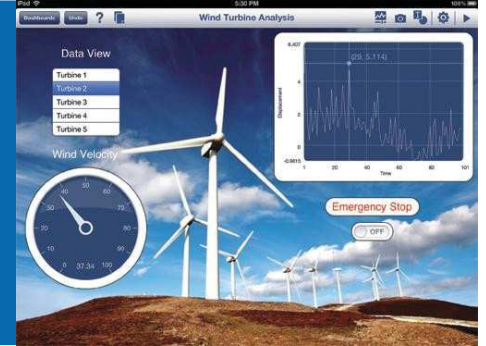 iPod 5:30 PM 100%
Dashboards Undo ? Wind Turbine Analysis
Data View
Turbine 1
Turbine 2
Turbine 3
Turbine 4
Turbine 5
Wind Velocity
0 10 20 30 40 50 60 70 80 90 100
37.34
6.407
(29, 5.114)
4
2
0
-0.9815
Displacement
1 20 40 60 80 101
Time
Emergency Stop
OFF